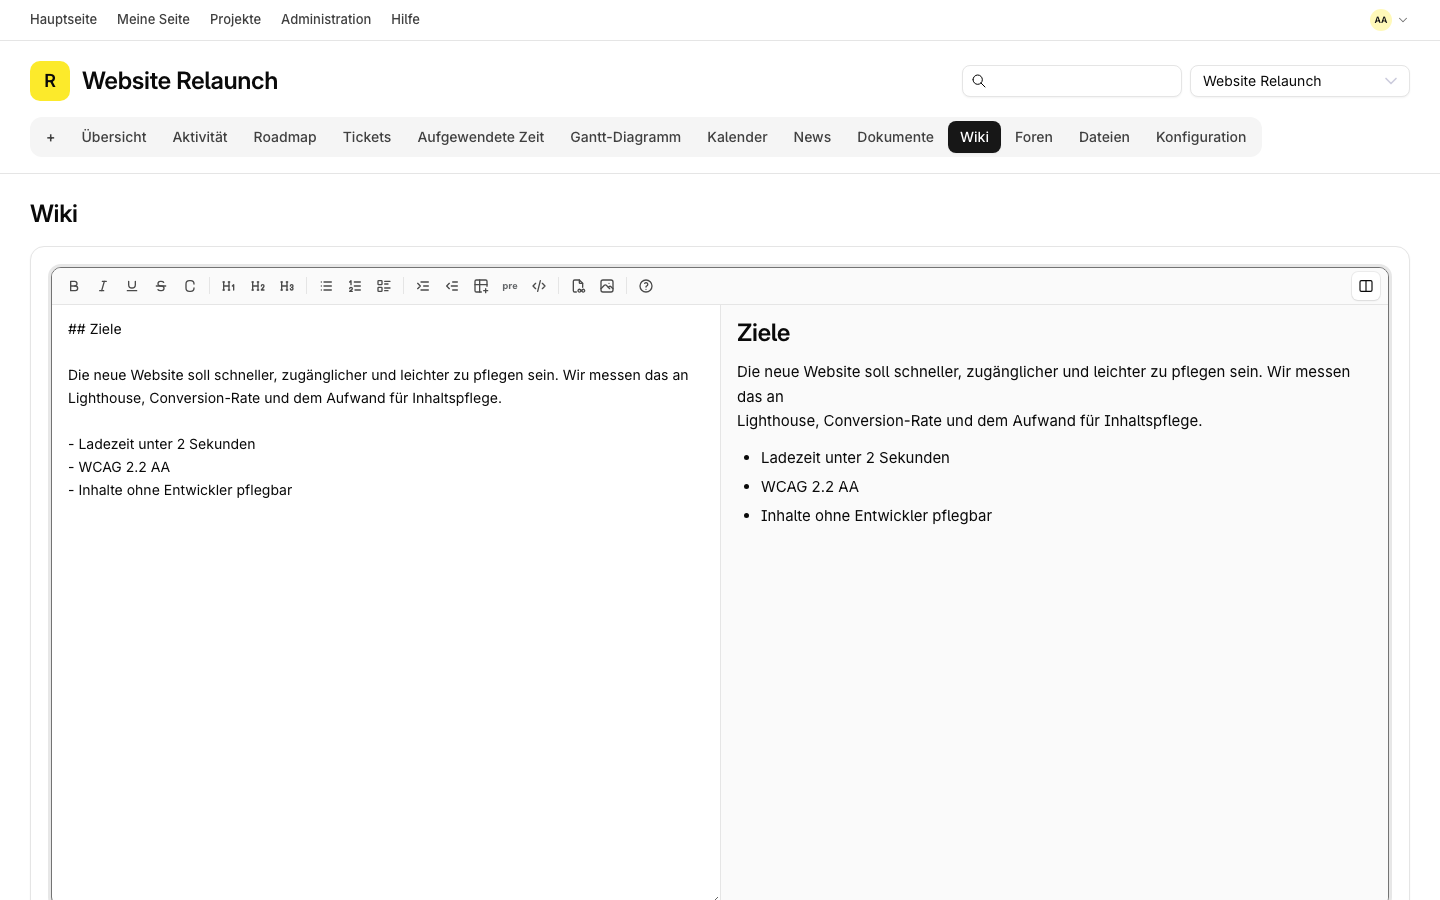 Hauptseite Meine Seite Projekte Administration Hilfe AA
R Website Relaunch Website Relaunch
+ Übersicht Aktivität Roadmap Tickets Aufgewendete Zeit Gantt-Diagramm Kalender News Dokumente Wiki Foren Dateien Konfiguration
Wiki
B I U S C H1 H2 H3 pre
## Ziele
Die neue Website soll schneller, zugänglicher und leichter zu pflegen sein. Wir messen das an
Lighthouse, Conversion-Rate und dem Aufwand für Inhaltspflege.
- Ladezeit unter 2 Sekunden
- WCAG 2.2 AA
- Inhalte ohne Entwickler pflegbar
Ziele
Die neue Website soll schneller, zugänglicher und leichter zu pflegen sein. Wir messen
das an
Lighthouse, Conversion-Rate und dem Aufwand für Inhaltspflege.
• Ladezeit unter 2 Sekunden
• WCAG 2.2 AA
• Inhalte ohne Entwickler pflegbar